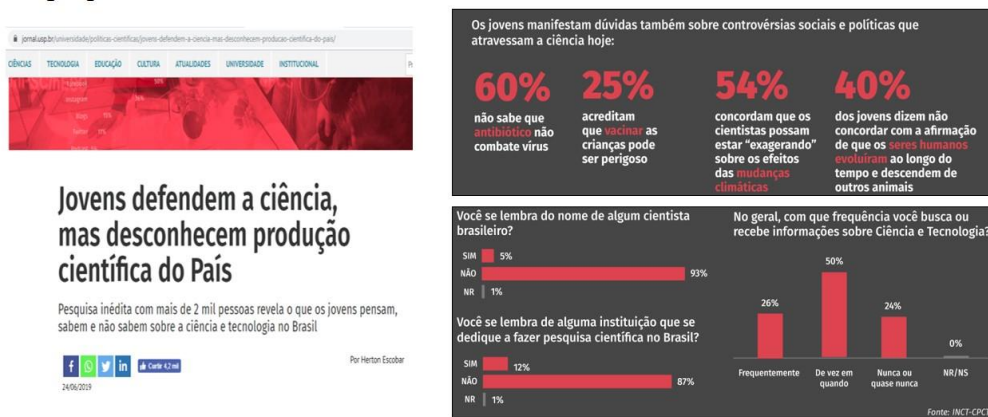 jornal.usp.br/universidade/politicas-cientificas/jovens-defendem-a-ciencia-mas-desconhecem-producao-cientifica-do-pais/
CIÊNCIAS TECNOLOGIA EDUCAÇÃO CULTURA ATUALIDADES UNIVERSIDADE INSTITUCIONAL
Instagram
Blogs 10%
Twitter
Jovens defendem a ciência,
mas desconhecem produção
científica do País
Pesquisa inédita com mais de 2 mil pessoas revela o que os jovens pensam,
sabem e não sabem sobre a ciência e tecnologia no Brasil
Curtir 4,2 mil
Por Herton Escobar
24/06/2019
Os jovens manifestam dúvidas também sobre controvérsias sociais e políticas que
atravessam a ciência hoje:
60%
não sabe que
antibiótico não
combate vírus
25%
acreditam
que vacinar as
crianças pode
ser perigoso
54%
concordam que os
cientistas possam
estar “exagerando”
sobre os efeitos
das mudanças
climáticas
40%
dos jovens dizem não
concordar com a afirmação
de que os seres humanos
evoluíram ao longo do
tempo e descendem de
outros animais
Você se lembra do nome de algum cientista
brasileiro?
SIM 5%
NÃO 93%
NR 1%
Você se lembra de alguma instituição que se
dedique a fazer pesquisa científica no Brasil?
SIM 12%
NÃO 87%
NR 1%
No geral, com que frequência você busca ou
recebe informações sobre Ciência e Tecnologia?
26% 50% 24% 0%
Frequentemente De vez em quando Nunca ou quase nunca NR/NS
Fonte: INCT-CPCT